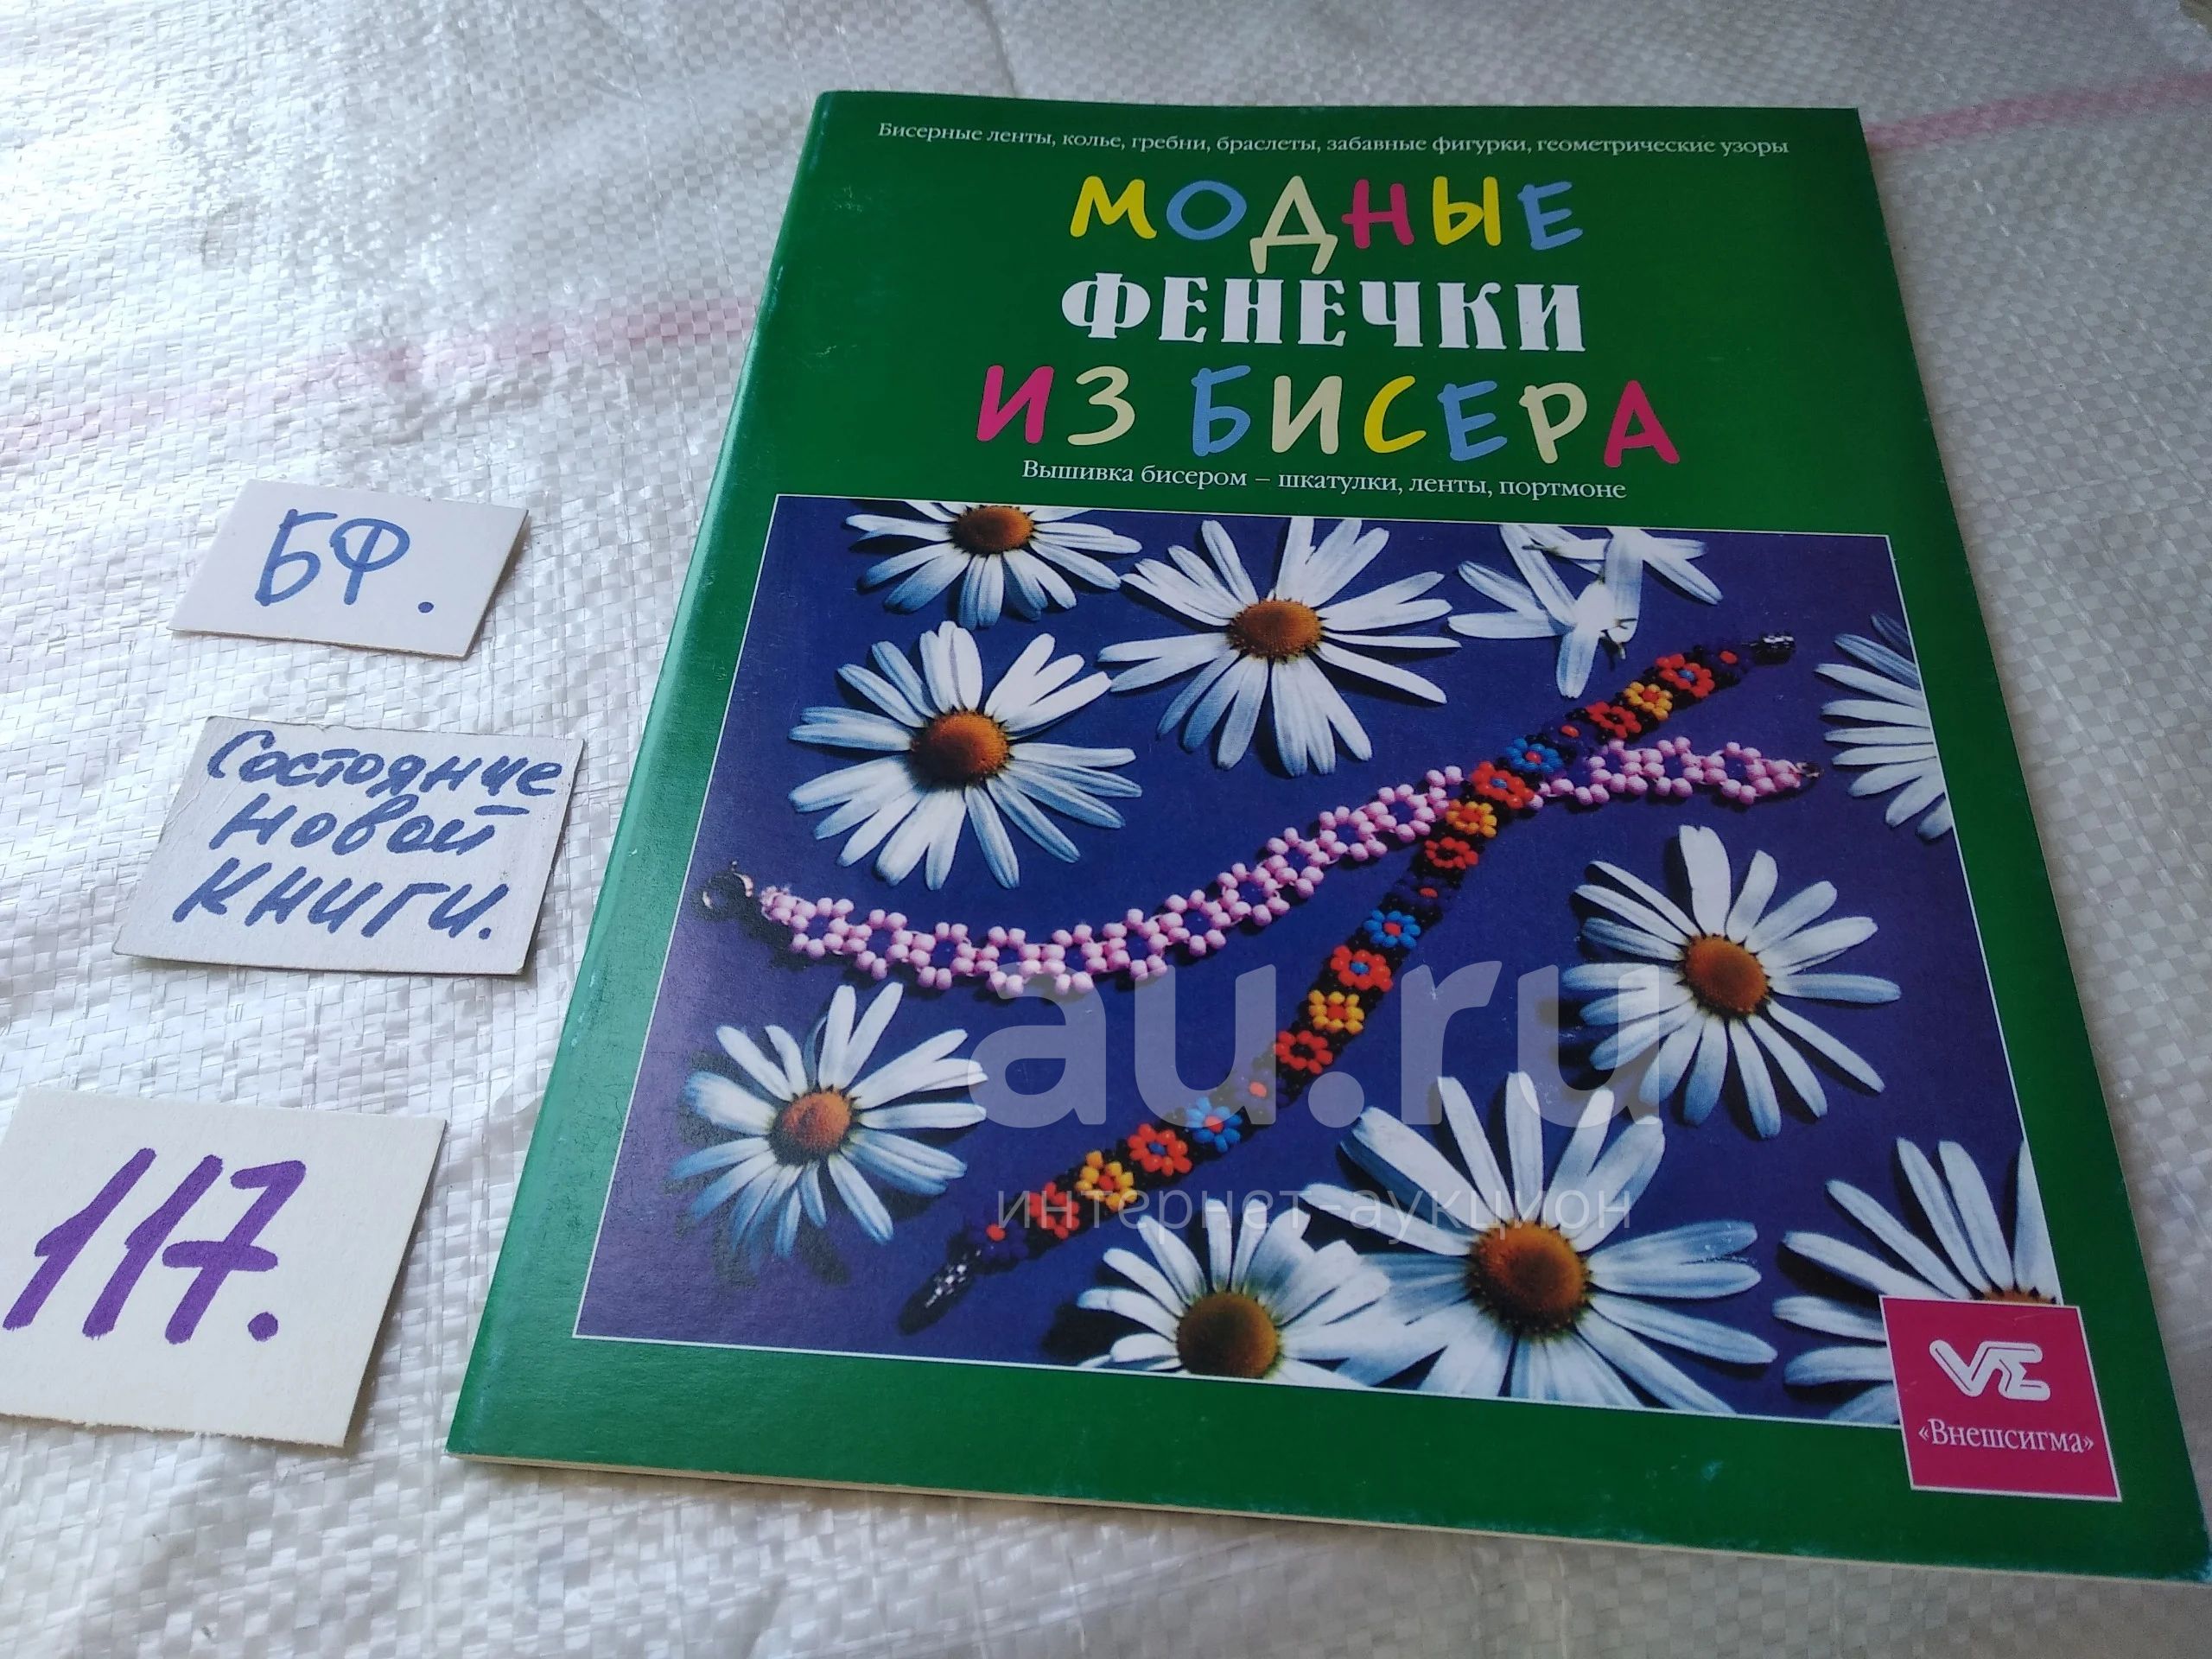 Бисерные ленты, колье, гребни, браслеты, забавные фигурки, геометрические узоры
МОДНЫЕ
ФЕНЕЧКИ
ИЗ БИСЕРА
Вышивка бисером – шкатулки, ленты, портмоне
БФ.
Состояние
новой
книги.
117.
au.ru
интернет-аукцион
VΣ
«Внешсигма»